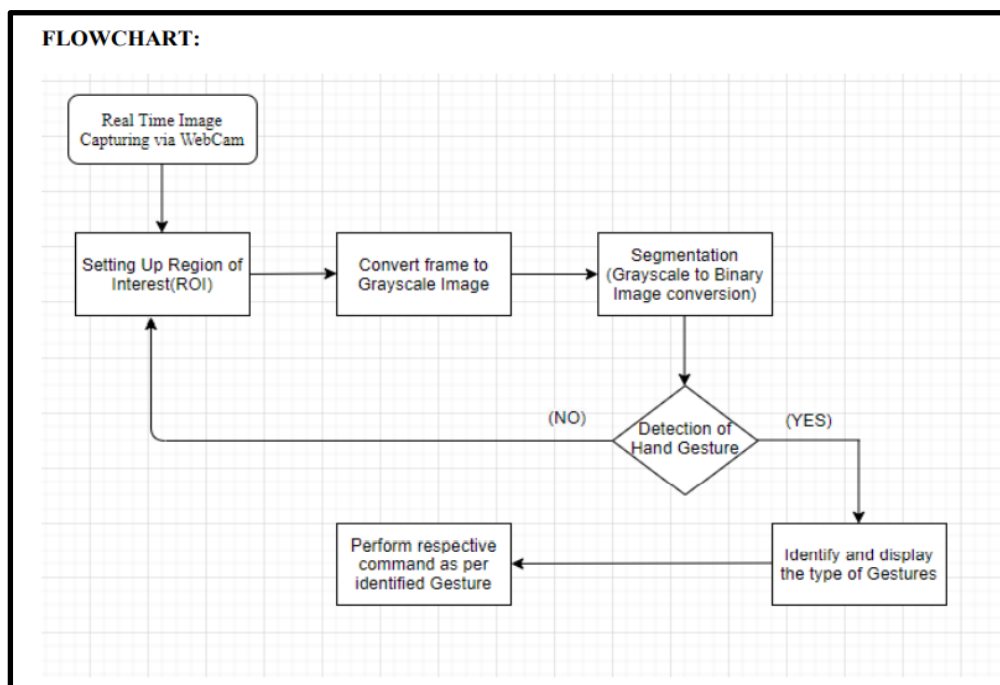 FLOWCHART:
Real Time Image
Capturing via WebCam
Setting Up Region of
Interest(ROI)
Convert frame to
Grayscale Image
Segmentation
(Grayscale to Binary
Image conversion)
(NO)
Detection of
Hand Gesture
(YES)
Identify and display
the type of Gestures
Perform respective
command as per
identified Gesture